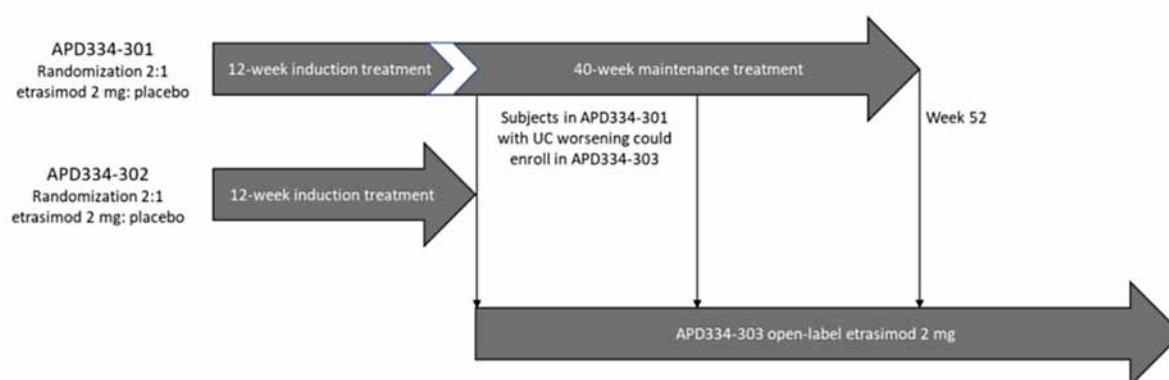 APD334-301
Randomization 2:1
etrasimod 2 mg: placebo
12-week induction treatment
40-week maintenance treatment
Subjects in APD334-301
with UC worsening could
enroll in APD334-303
Week 52
APD334-302
Randomization 2:1
etrasimod 2 mg: placebo
12-week induction treatment
APD334-303 open-label etrasimod 2 mg